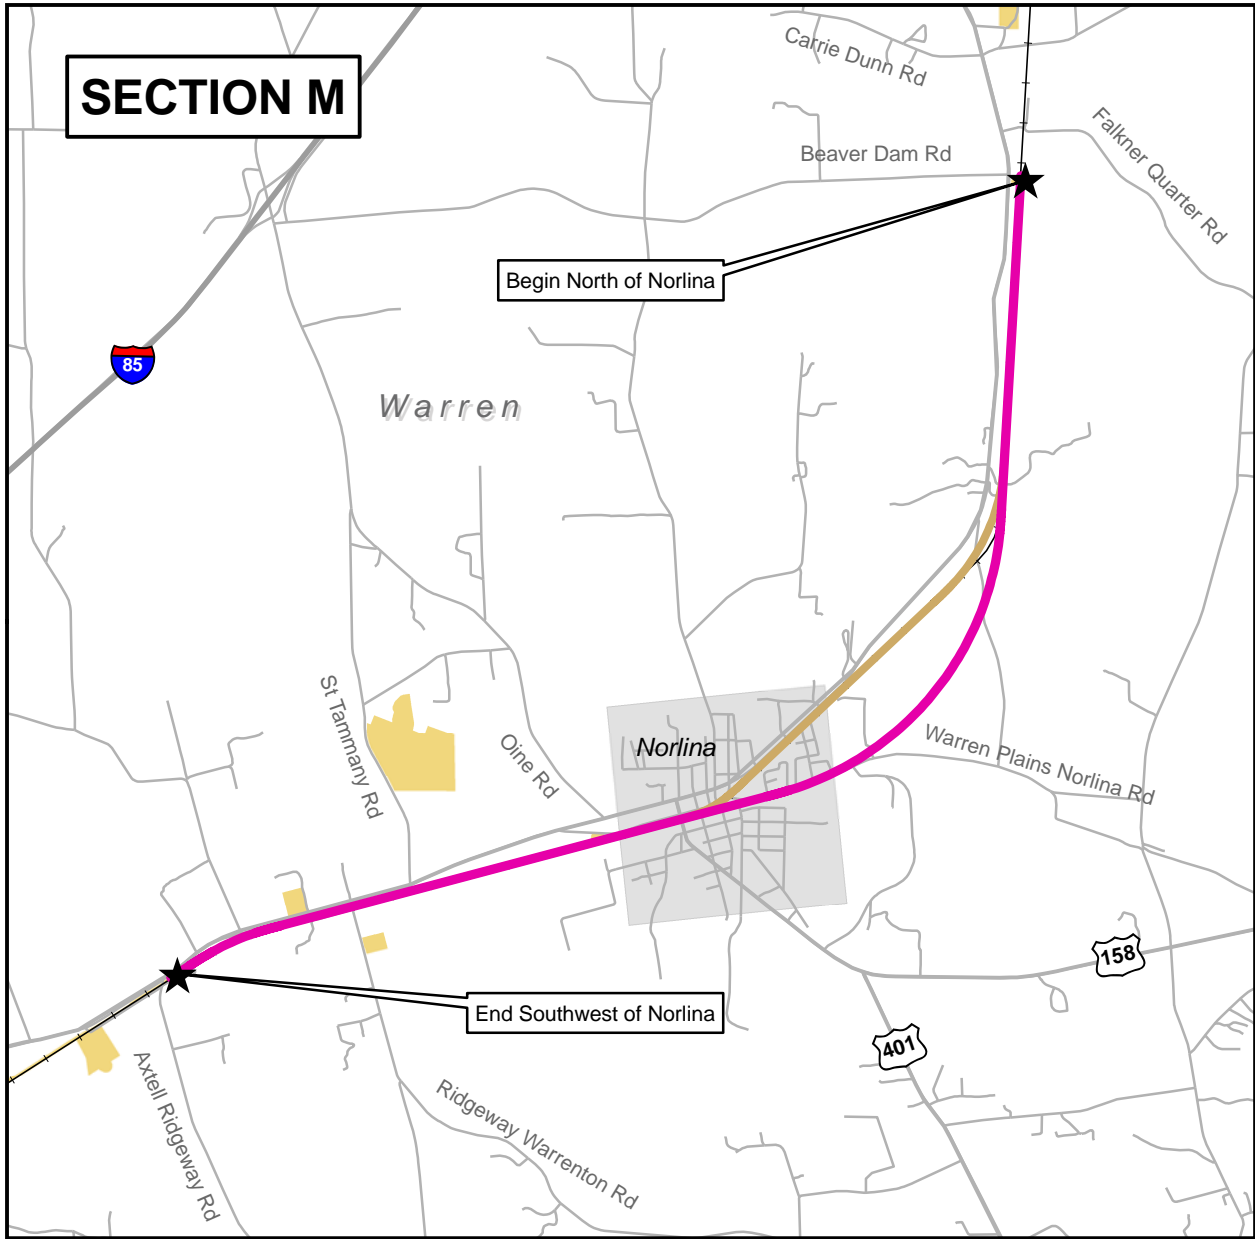 SECTION M
Carrie Dunn Rd
Falkner Quarter Rd
Beaver Dam Rd
Begin North of Norlina
85
Warren
St Tammany Rd
Oine Rd
Norlina
Warren Plains Norlina Rd
158
End Southwest of Norlina
401
Axtell Ridgeway Rd
Ridgeway Warrenton Rd